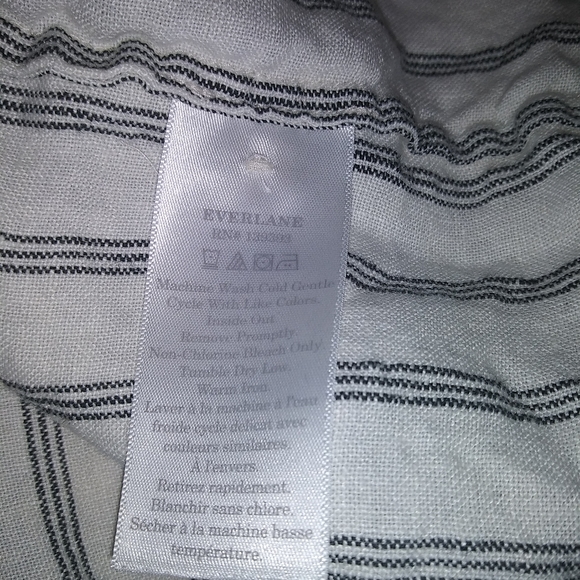 EVERLANE
RN# 139393
Machine Wash Cold Gentle
Cycle With Like Colors.
Inside Out.
Remove Promptly.
Non-Chlorine Bleach Only.
Tumble Dry Low.
Warm Iron.
Laver à la machine à l'eau
froide cycle délicat avec
couleurs similaires.
À l'envers.
Retirez rapidement.
Blanchir sans chlore.
Sécher à la machine basse
température.